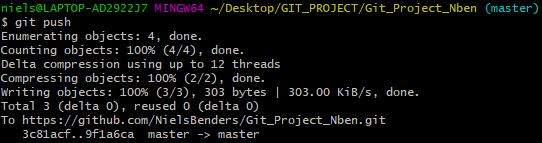 niels@LAPTOP-AD2922J7 MINGW64 ~/Desktop/GIT_PROJECT/Git_Project_Nben (master)
$ git push
Enumerating objects: 4, done.
Counting objects: 100% (4/4), done.
Delta compression using up to 12 threads
Compressing objects: 100% (2/2), done.
Writing objects: 100% (3/3), 303 bytes | 303.00 KiB/s, done.
Total 3 (delta 0), reused 0 (delta 0)
To https://github.com/NielsBenders/Git_Project_Nben.git
   3c81acf..9f1a6ca  master -> master